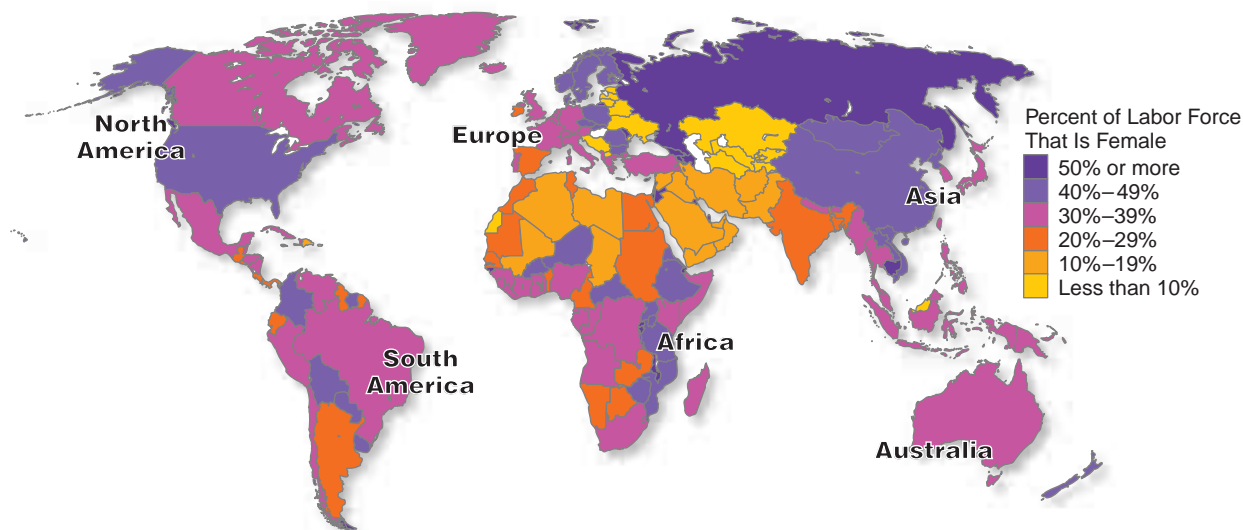 North
America
Europe
Asia
Africa
South
America
Australia
Percent of Labor Force
That Is Female
50% or more
40%–49%
30%–39%
20%–29%
10%–19%
Less than 10%